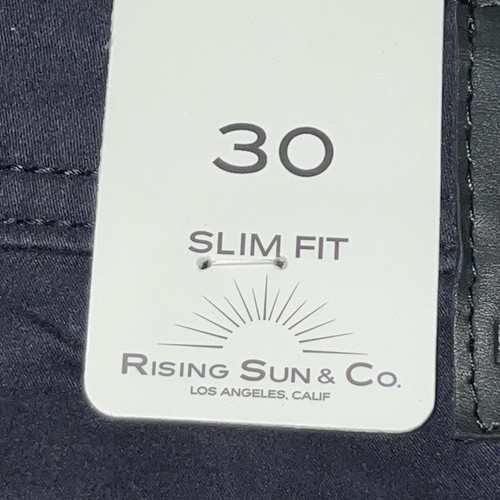 30
SLIM FIT
RISING SUN & CO.
LOS ANGELES, CALIF